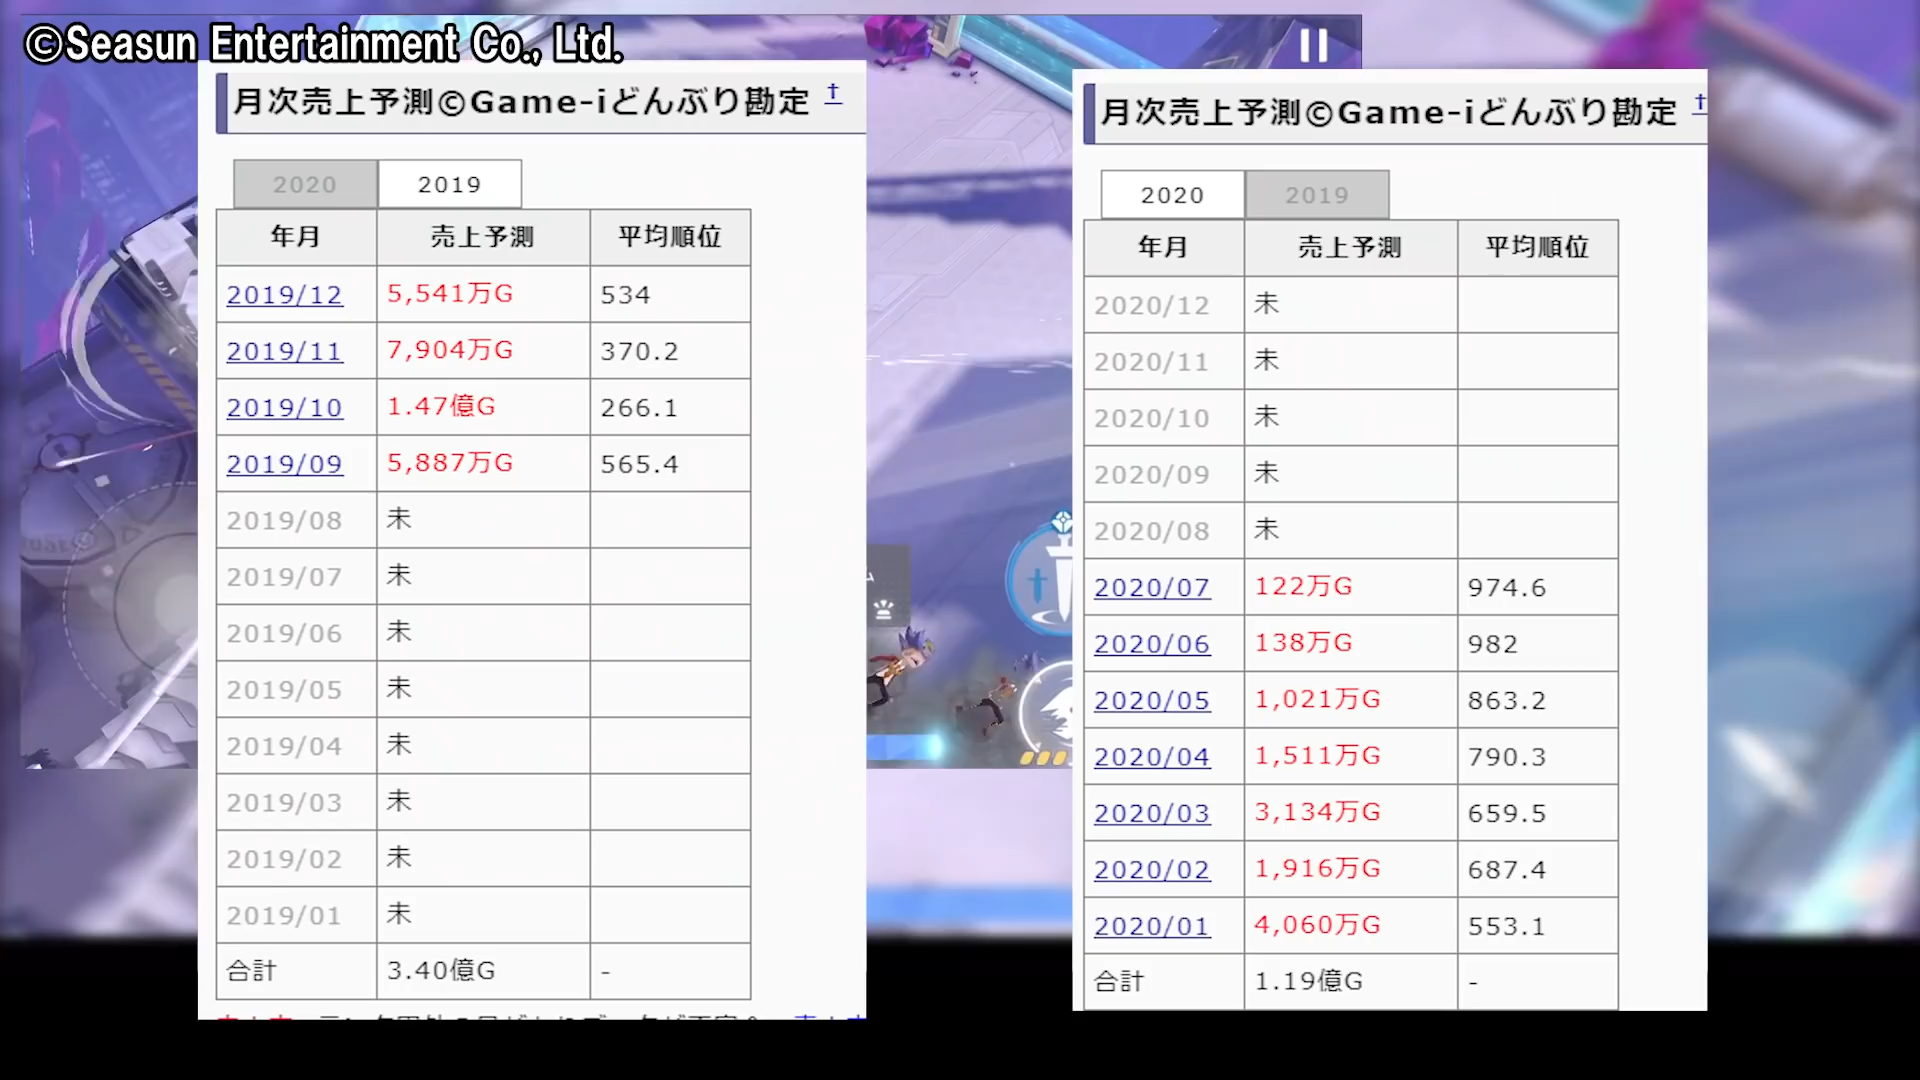 ©Seasun Entertainment Co., Ltd.
月次売上予測©Game-iどんぶり勘定 †
2020 2019
年月 売上予測 平均順位
2019/12 5,541万G 534
2019/11 7,904万G 370.2
2019/10 1.47億G 266.1
2019/09 5,887万G 565.4
2019/08 未
2019/07 未
2019/06 未
2019/05 未
2019/04 未
2019/03 未
2019/02 未
2019/01 未
合計 3.40億G -
月次売上予測©Game-iどんぶり勘定 †
2020 2019
年月 売上予測 平均順位
2020/12 未
2020/11 未
2020/10 未
2020/09 未
2020/08 未
2020/07 122万G 974.6
2020/06 138万G 982
2020/05 1,021万G 863.2
2020/04 1,511万G 790.3
2020/03 3,134万G 659.5
2020/02 1,916万G 687.4
2020/01 4,060万G 553.1
合計 1.19億G -